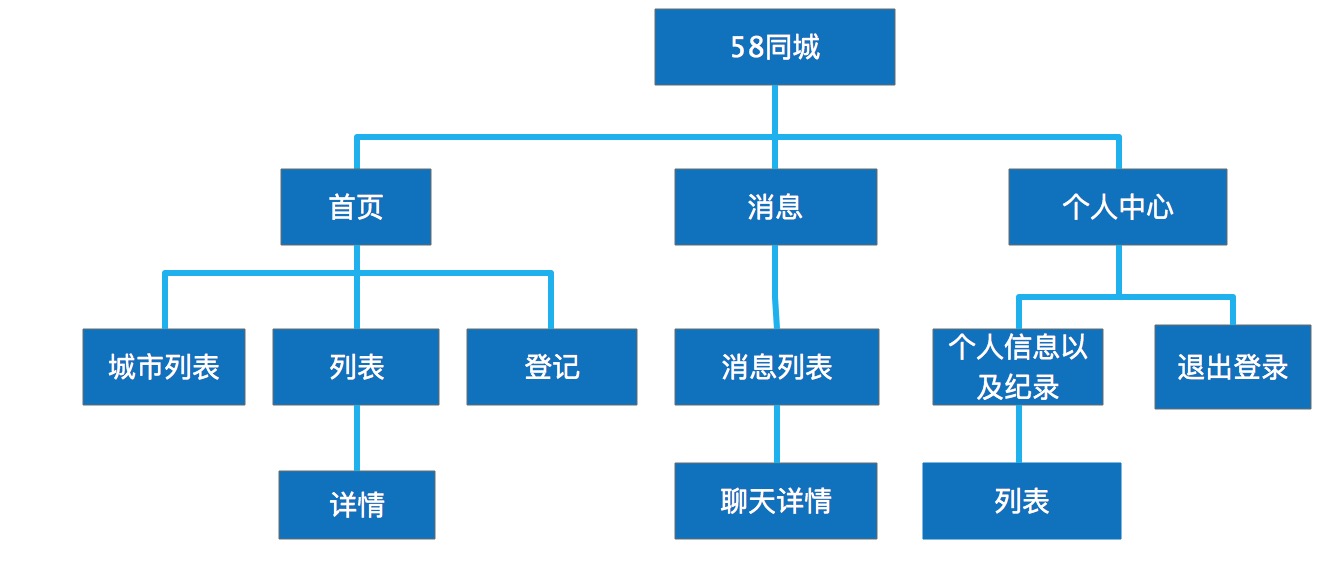 58同城
首页
消息
个人中心
城市列表
列表
登记
消息列表
个人信息以
及纪录
退出登录
详情
聊天详情
列表